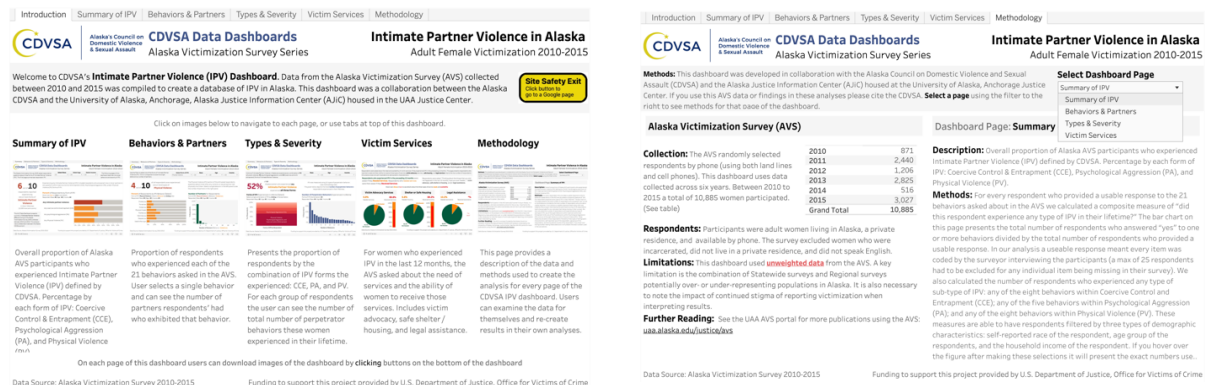 Introduction Summary of IPV Behaviors & Partners Types & Severity Victim Services Methodology
CDVSA
Alaska's Council on
Domestic Violence
& Sexual Assault
CDVSA Data Dashboards
Alaska Victimization Survey Series
Intimate Partner Violence in Alaska
Adult Female Victimization 2010-2015
Welcome to CDVSA's Intimate Partner Violence (IPV) Dashboard. Data from the Alaska Victimization Survey (AVS) collected
between 2010 and 2015 was compiled to create a database of IPV in Alaska. This dashboard was a collaboration between the Alaska
CDVSA and the University of Alaska, Anchorage, Alaska Justice Information Center (AJiC) housed in the UAA Justice Center.
Site Safety Exit
Click button to
go to a Google page
Click on images below to navigate to each page, or use tabs at top of this dashboard.
Summary of IPV
Behaviors & Partners
Types & Severity
Victim Services
Methodology
6 10
4 10
52%
Overall proportion of Alaska
AVS participants who
experienced Intimate Partner
Violence (IPV) defined by
CDVSA. Percentage by
each form of IPV: Coercive
Control & Entrapment (CCE),
Psychological Aggression
(PA), and Physical Violence
(PV)
Proportion of respondents
who experienced each of the
21 behaviors asked in the AVS.
User selects a single behavior
and can see the number of
partners respondents' had
who exhibited that behavior.
Presents the proportion of
respondents by the
combination of IPV forms the
experienced: CCE, PA, and PV.
For each group of respondents
the user can see the number of
total number of perpetrator
behaviors these women
experienced in their lifetime.
For women who experienced
IPV in the last 12 months, the
AVS asked about the need of
services and the ability of
women to receive those
services. Includes victim
advocacy, safe shelter /
housing, and legal assistance.
This page provides a
description of the data and
methods used to create the
analysis for every page of the
CDVSA IPV dashboard. Users
can examine the data for
themselves and re-create
results in their own analyses.
On each page of this dashboard users can download images of the dashboard by clicking buttons on the bottom of the dashboard
Data Source: Alaska Victimization Survey 2010-2015
Funding to support this project provided by U.S. Department of Justice, Office for Victims of Crime
Introduction Summary of IPV Behaviors & Partners Types & Severity Victim Services Methodology
CDVSA
Alaska's Council on
Domestic Violence
& Sexual Assault
CDVSA Data Dashboards
Alaska Victimization Survey Series
Intimate Partner Violence in Alaska
Adult Female Victimization 2010-2015
Methods: This dashboard was developed in collaboration with the Alaska Council on Domestic Violence and Sexual
Assault (CDVSA) and the Alaska Justice Information Center (AJiC) housed at the University of Alaska, Anchorage Justice
Center. If you use this AVS data or findings in these analyses please cite the CDVSA. Select a page using the filter to the
right to see methods for that page of the dashboard.
Select Dashboard Page
Summary of IPV
Summary of IPV
Behaviors & Partners
Types & Severity
Victim Services
Alaska Victimization Survey (AVS)
Dashboard Page: Summary
Collection: The AVS randomly selected
respondents by phone (using both land lines
and cell phones). This dashboard uses data
collected across six years. Between 2010 to
2015 a total of 10,885 women participated.
(See table)
2010 871
2011 2,440
2012 1,206
2013 2,825
2014 516
2015 3,027
Grand Total 10,885
Respondents: Participants were adult women living in Alaska, a private
residence, and available by phone. The survey excluded women who were
incarcerated, did not live in a private residence, and did not speak English.
Limitations: This dashboard used unweighted data from the AVS. A key
limitation is the combination of Statewide surveys and Regional surveys
potentially over- or under-representing populations in Alaska. It is also necessary
to note the impact of continued stigma of reporting victimization when
interpreting results.
Further Reading: See the UAA AVS portal for more publications using the AVS:
uaa.alaska.edu/justice/avs
Description: Overall proportion of Alaska AVS participants who experienced
Intimate Partner Violence (IPV) defined by CDVSA. Percentage by each form of
IPV: Coercive Control & Entrapment (CCE), Psychological Aggression (PA), and
Physical Violence (PV).
Methods: For every respondent who provided a usable response to the 21
behaviors asked about in the AVS we calculated a composite measure of "did
this respondent experience any type of IPV in their lifetime?" The bar chart on
this page presents the total number of respondents who answered "yes" to one
or more behaviors divided by the total number of respondents who provided a
usable response. In our analysis a useable response meant every item was
coded by the surveyor interviewing the participants (a max of 25 respondents
had to be excluded for any individual item being missing in their survey). We
also calculated the number of respondents who experienced any type of
sub-type of IPV: any of the eight behaviors within Coercive Control and
Entrapment (CCE); any of the five behaviors within Psychological Aggression
(PA); and any of the eight behaviors within Physical Violence (PV). These
measures are able to have respondents filtered by three types of demographic
characteristics: self-reported race of the respondent, age group of the
respondents, and the household income of the respondent. If you hover over
the figure after making these selections it will present the exact numbers use..
Data Source: Alaska Victimization Survey 2010-2015
Funding to support this project provided by U.S. Department of Justice, Office for Victims of Crime